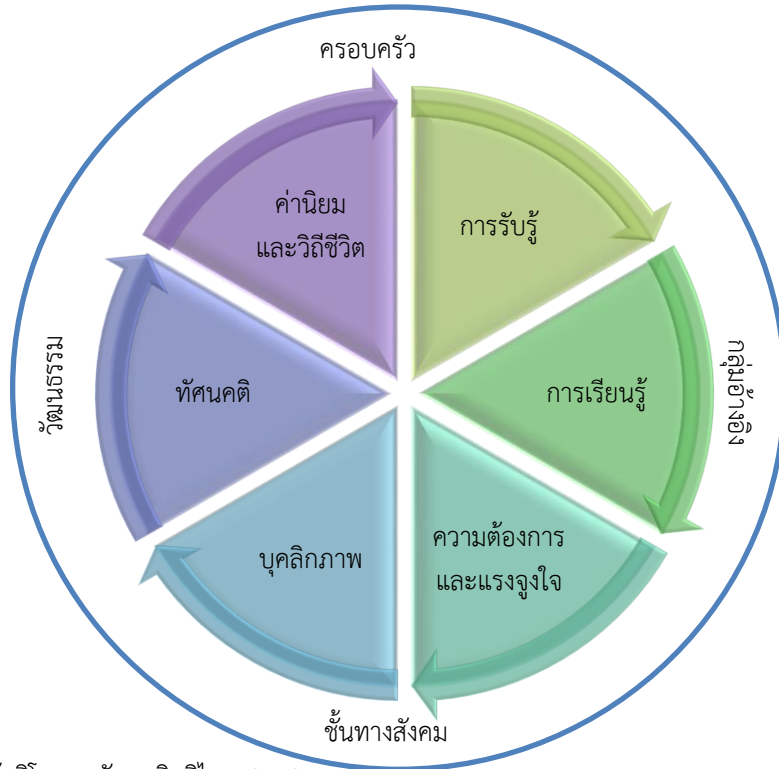 ครอบครัว
ค่านิยม
และวิถีชีวิต
การรับรู้
วัฒนธรรม
ทัศนคติ
การเรียนรู้
กลุ่มอ้างอิง
บุคลิกภาพ
ความต้องการ
และแรงจูงใจ
ชั้นทางสังคม